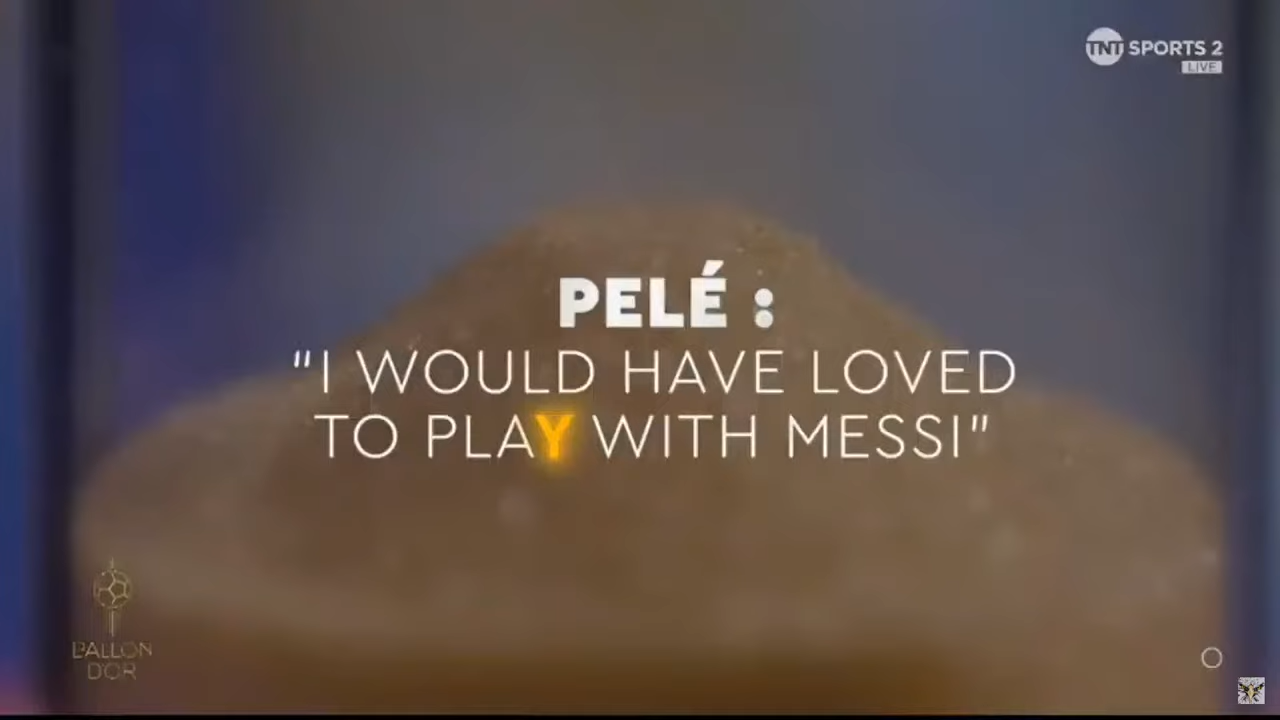 TNT SPORTS 2
LIVE
PELÉ :
"I WOULD HAVE LOVED
TO PLAY WITH MESSI"
BALLON
D'OR